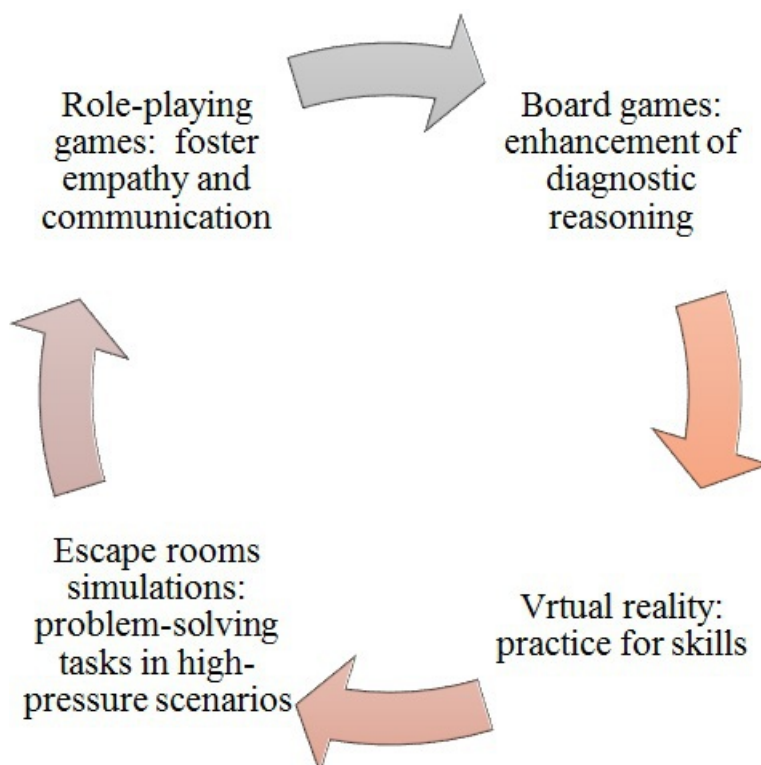 Role-playing
games:  foster
empathy and
communication
Board games:
enhancement of
diagnostic
reasoning
Vrtual reality:
practice for skills
Escape rooms
simulations:
problem-solving
tasks in high-
pressure scenarios